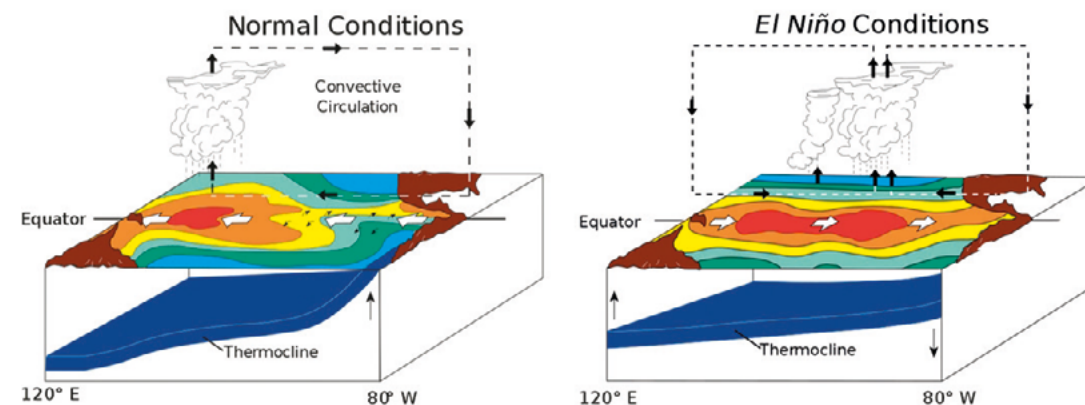 Normal Conditions
Convective
Circulation
Equator
Thermocline
120° E
80° W
El Niño Conditions
Equator
Thermocline
120° E
80° W